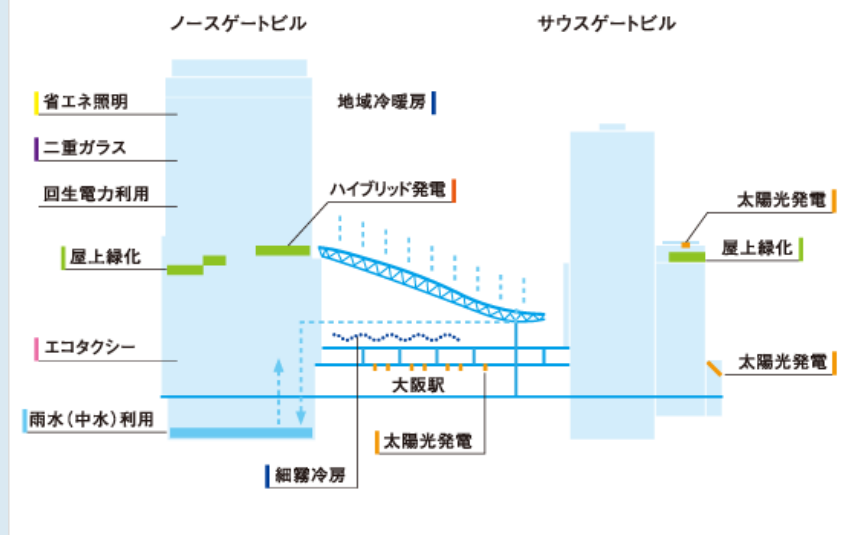 ノースゲートビル
サウスゲートビル
省エネ照明
地域冷暖房
二重ガラス
回生電力利用
ハイブリッド発電
太陽光発電
屋上緑化
屋上緑化
エコタクシー
太陽光発電
大阪駅
雨水(中水)利用
太陽光発電
細霧冷房